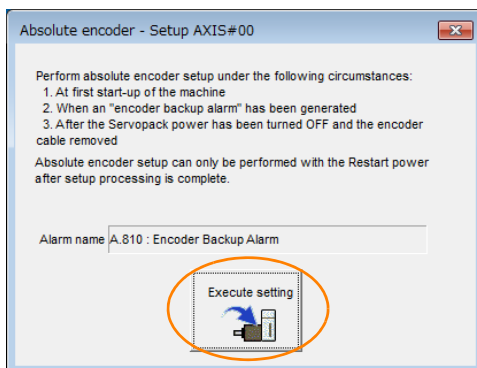 Absolute encoder - Setup AXIS#00
Perform absolute encoder setup under the following circumstances:
1. At first start-up of the machine
2. When an "encoder backup alarm" has been generated
3. After the Servopack power has been turned OFF and the encoder
cable removed
Absolute encoder setup can only be performed with the Restart power
after setup processing is complete.
Alarm name A.810 : Encoder Backup Alarm
Execute setting